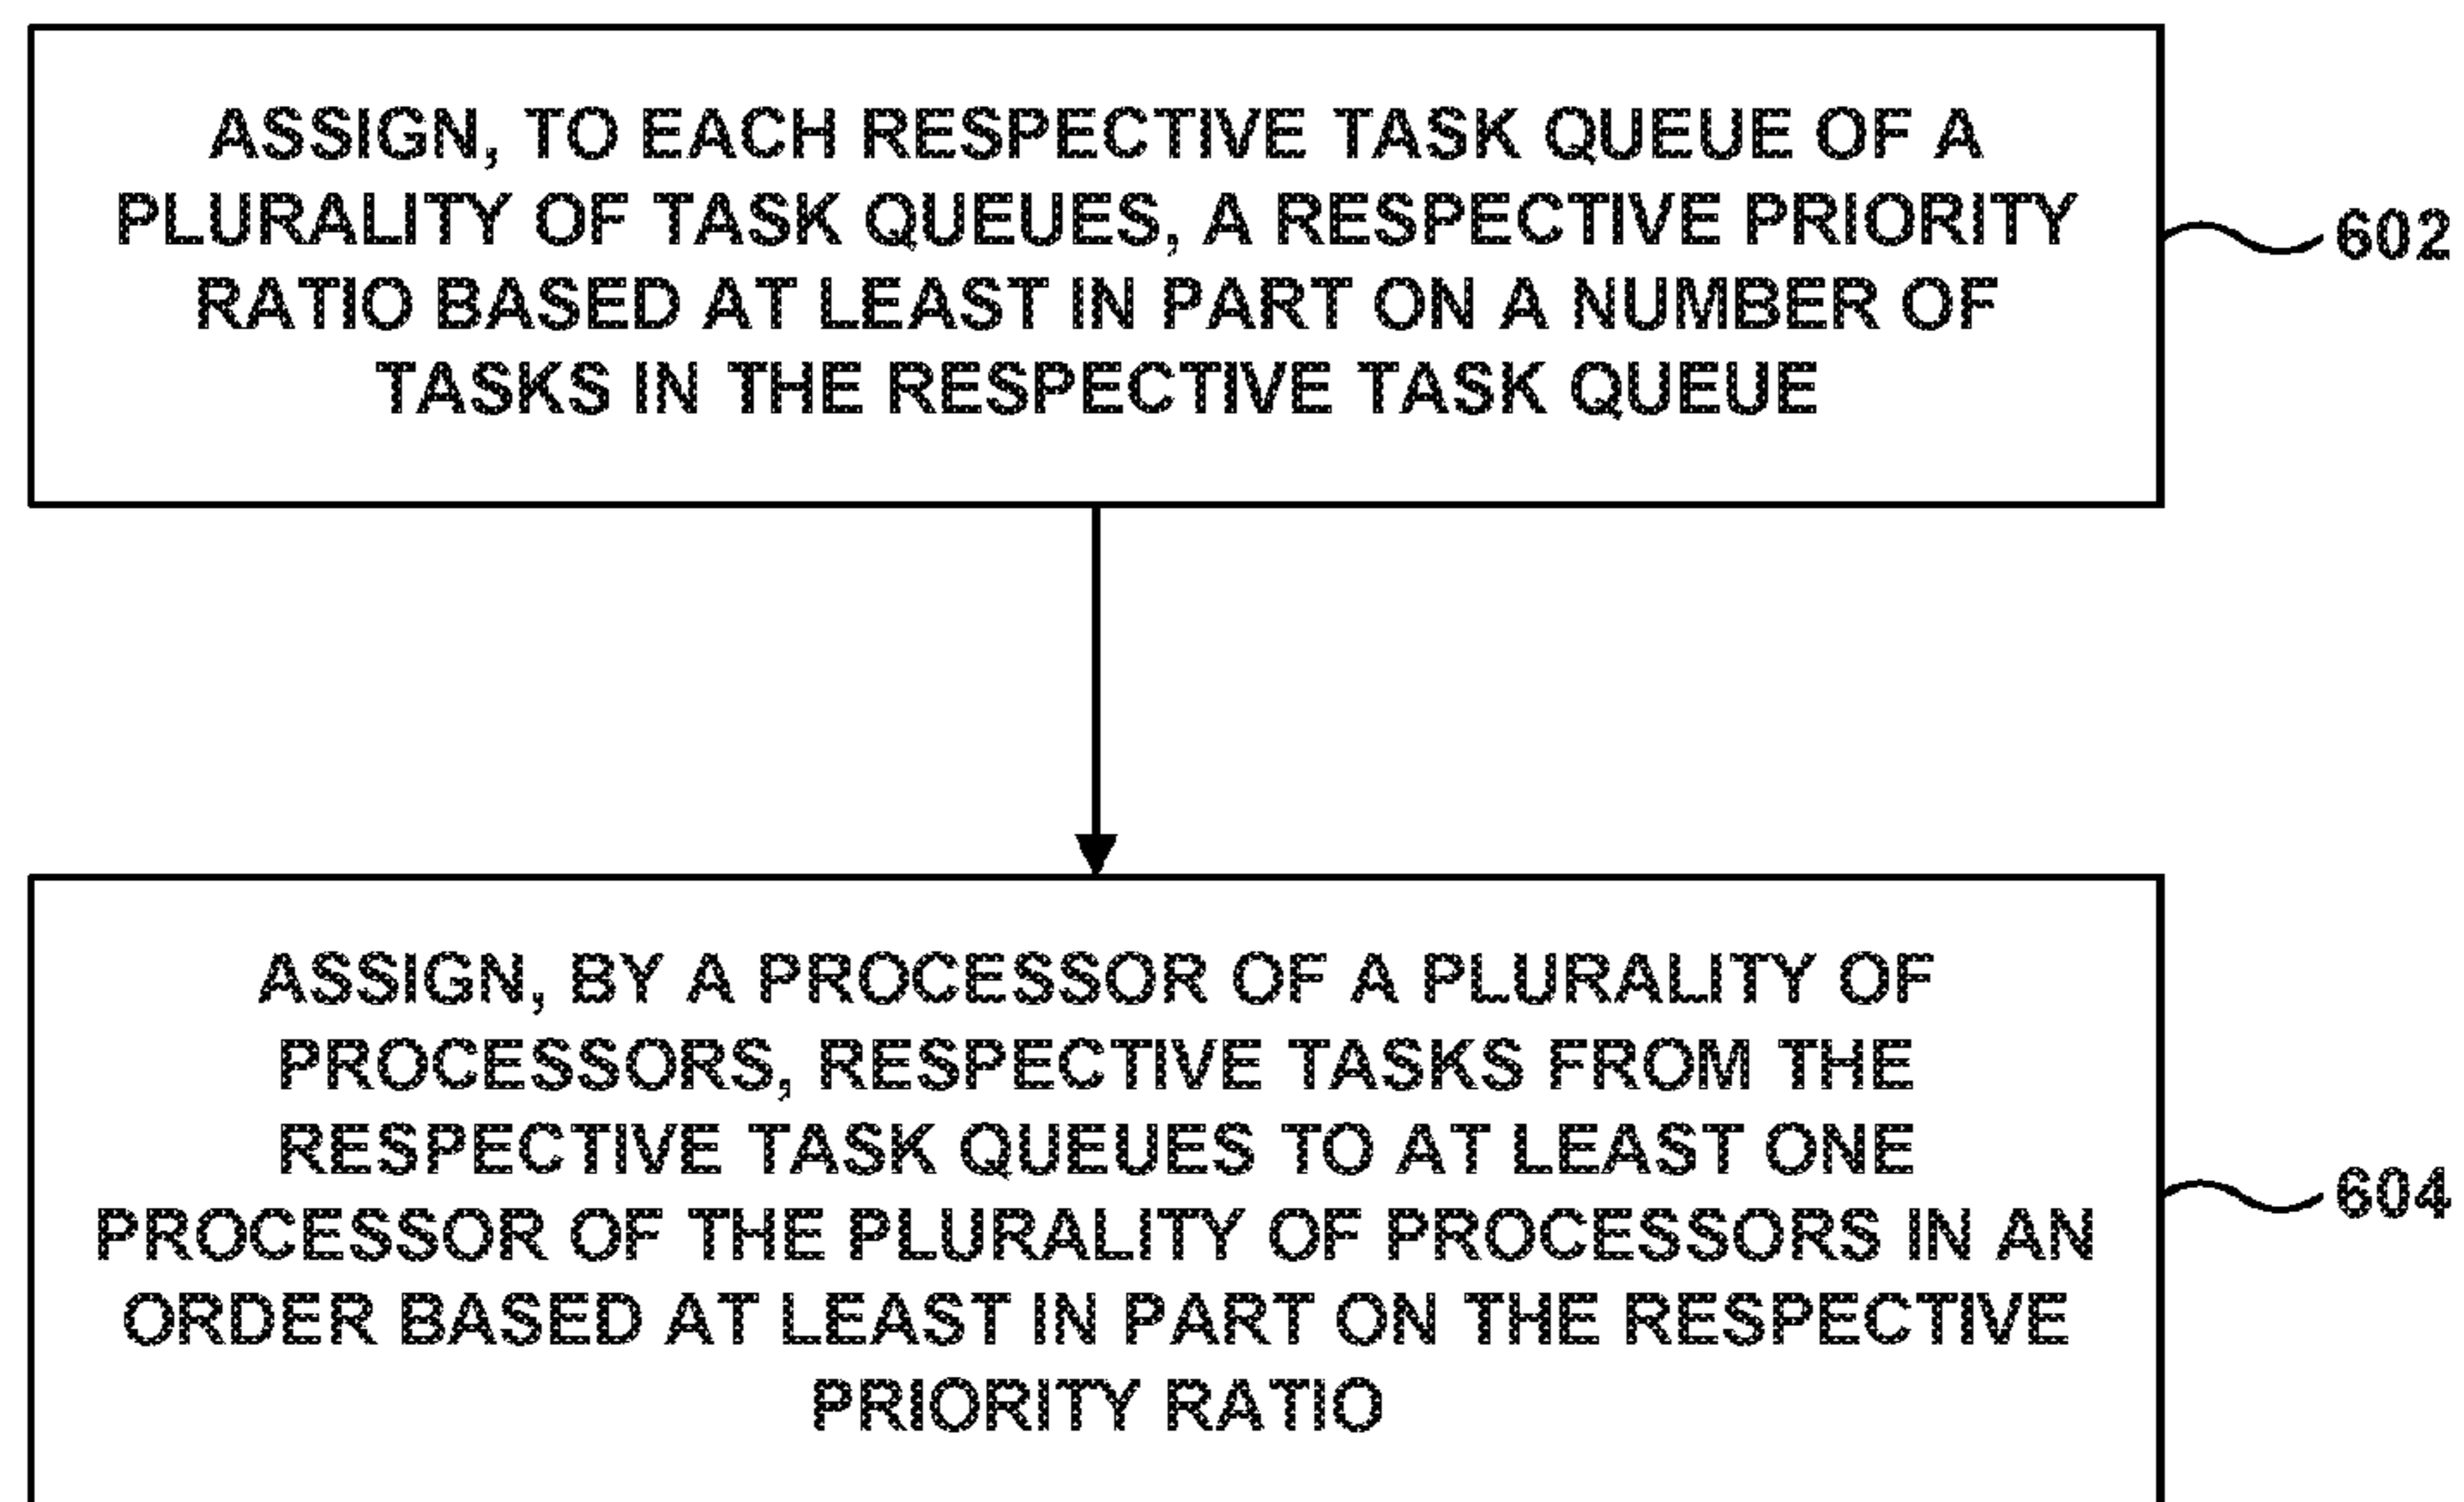 ASSIGN, TO EACH RESPECTIVE TASK QUEUE OF A
PLURALITY OF TASK QUEUES, A RESPECTIVE PRIORITY
RATIO BASED AT LEAST IN PART ON A NUMBER OF
TASKS IN THE RESPECTIVE TASK QUEUE
602
ASSIGN, BY A PROCESSOR OF A PLURALITY OF
PROCESSORS, RESPECTIVE TASKS FROM THE
RESPECTIVE TASK QUEUES TO AT LEAST ONE
PROCESSOR OF THE PLURALITY OF PROCESSORS IN AN
ORDER BASED AT LEAST IN PART ON THE RESPECTIVE
PRIORITY RATIO
604